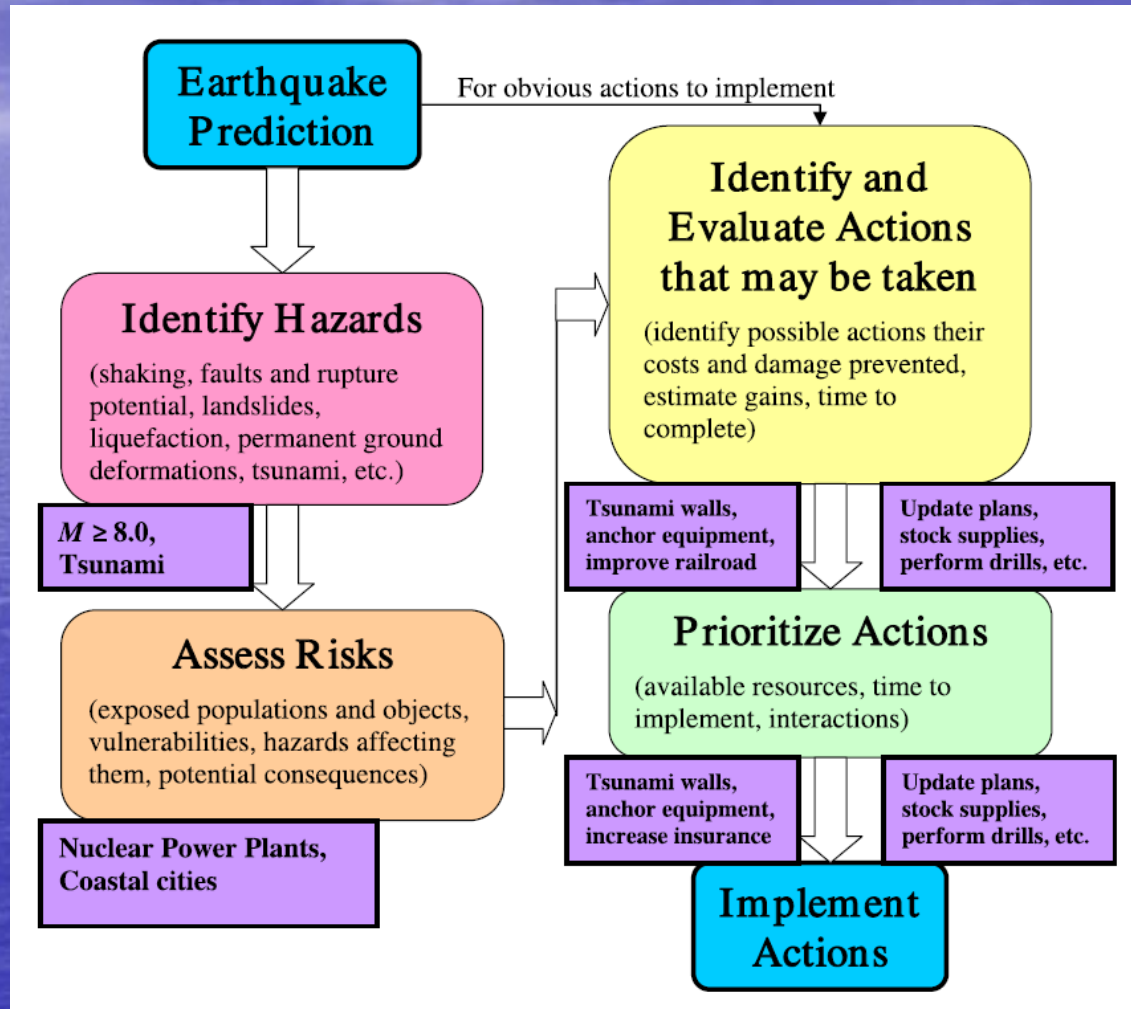 Earthquake
Prediction
For obvious actions to implement
Identify Hazards
(shaking, faults and rupture
potential, landslides,
liquefaction, permanent ground
deformations, tsunami, etc.)
M ≥ 8.0,
Tsunami
Assess Risks
(exposed populations and objects,
vulnerabilities, hazards affecting
them, potential consequences)
Nuclear Power Plants,
Coastal cities
Identify and
Evaluate Actions
that may be taken
(identify possible actions their
costs and damage prevented,
estimate gains, time to
complete)
Tsunami walls,
anchor equipment,
improve railroad
Update plans,
stock supplies,
perform drills, etc.
Prioritize Actions
(available resources, time to
implement, interactions)
Tsunami walls,
anchor equipment,
increase insurance
Update plans,
stock supplies,
perform drills, etc.
Implement
Actions